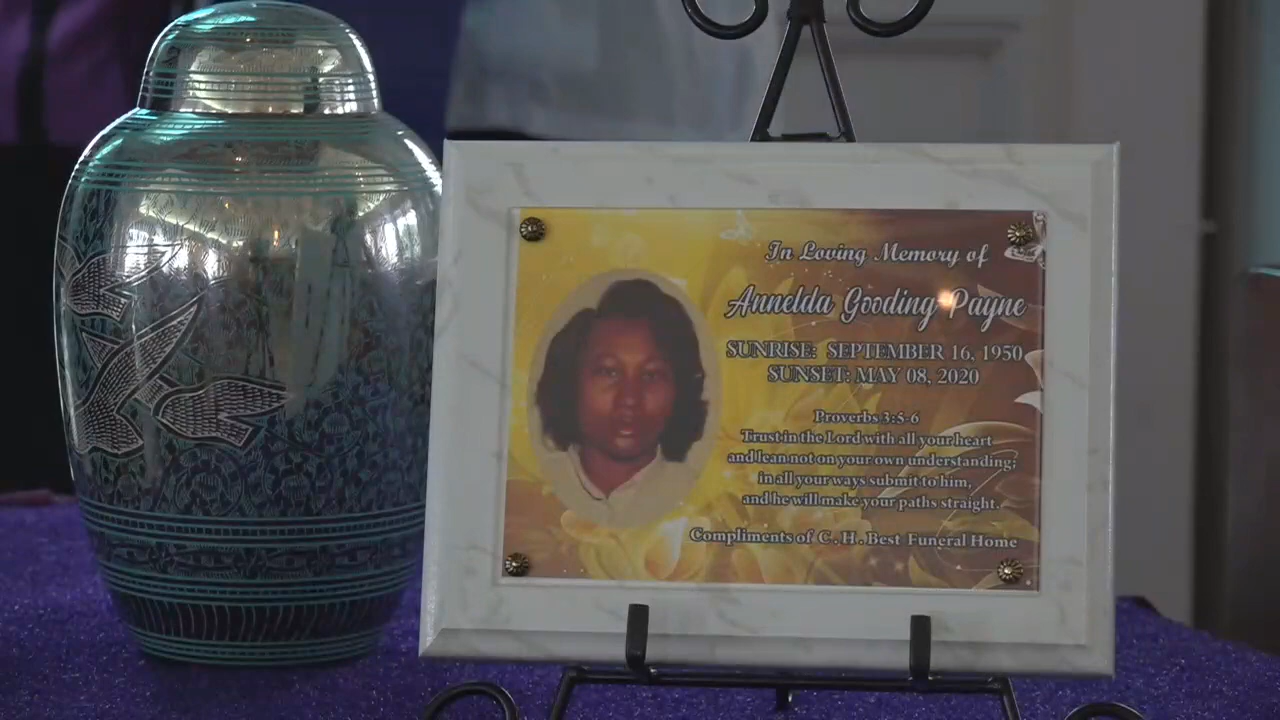 In Loving Memory of
Annelda Gooding Payne
SUNRISE: SEPTEMBER 16, 1950
SUNSET: MAY 08, 2020
Proverbs 3:5-6
Trust in the Lord with all your heart
and lean not on your own understanding;
in all your ways submit to him,
and he will make your paths straight.
Compliments of C.H. Best Funeral Home